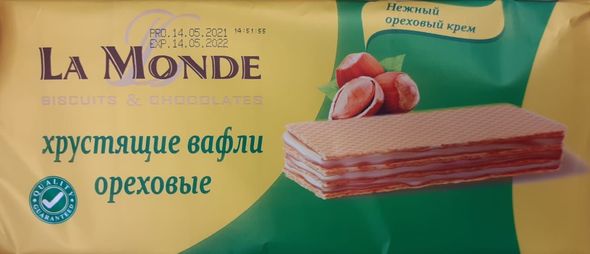 PRO.14.05.2021 14:51:55
EXP.14.05.2022
Нежный
ореховый крем
LA MONDE
BISCUITS & CHOCOLATES
хрустящие вафли
ореховые
QUALITY
GUARANTEED